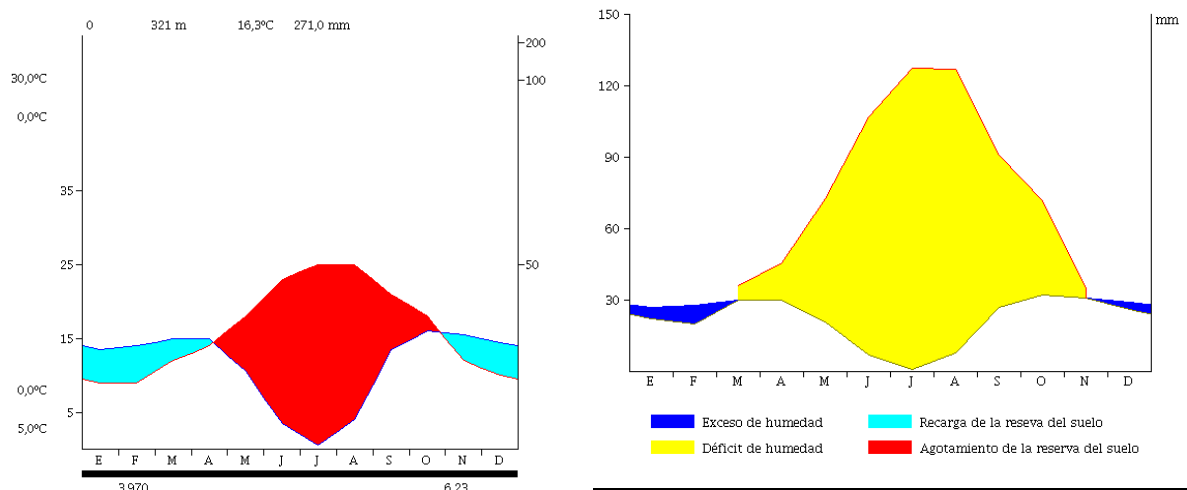 0 321 m 16,3ºC 271,0 mm
200
30,0ºC 100
0,0ºC
35
25 50
15
0,0ºC
5
5,0ºC
E F M A M J J A S O N D
3.970 6.23
150 mm
120
90
60
30
E F M A M J J A S O N D
Exceso de humedad Recarga de la reseva del suelo
Déficit de humedad Agotamiento de la reserva del suelo